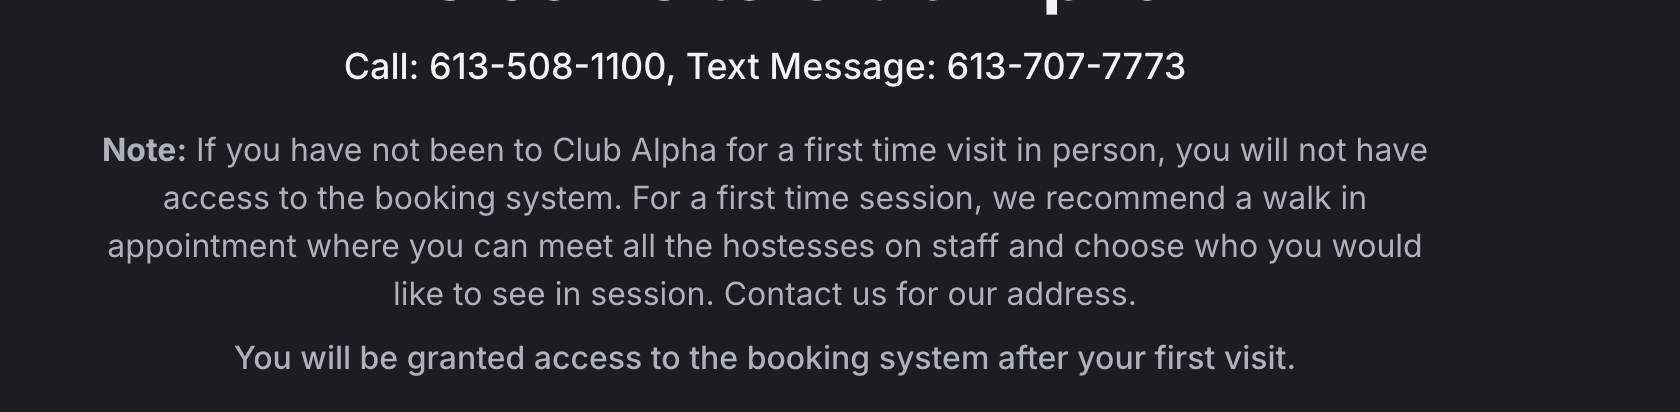 Call: 613-508-1100, Text Message: 613-707-7773
Note: If you have not been to Club Alpha for a first time visit in person, you will not have
access to the booking system. For a first time session, we recommend a walk in
appointment where you can meet all the hostesses on staff and choose who you would
like to see in session. Contact us for our address.
You will be granted access to the booking system after your first visit.